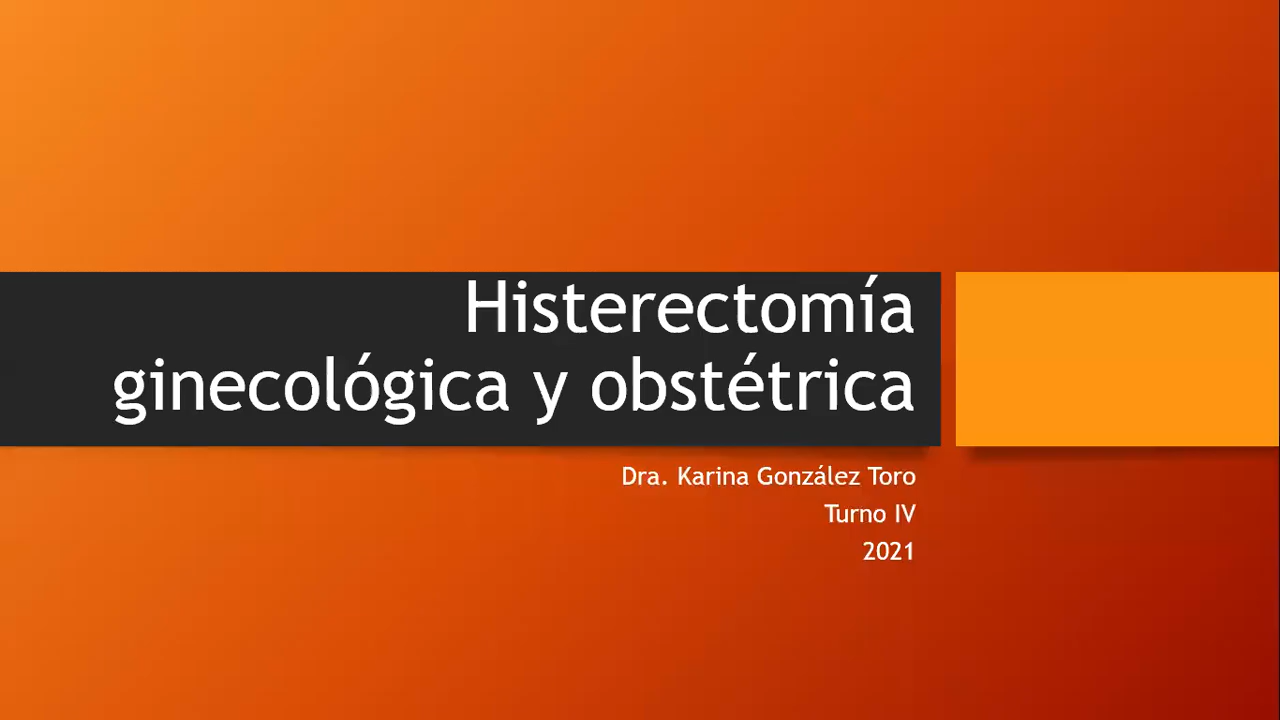 Histerectomía
ginecológica y obstétrica
Dra. Karina González Toro
Turno IV
2021